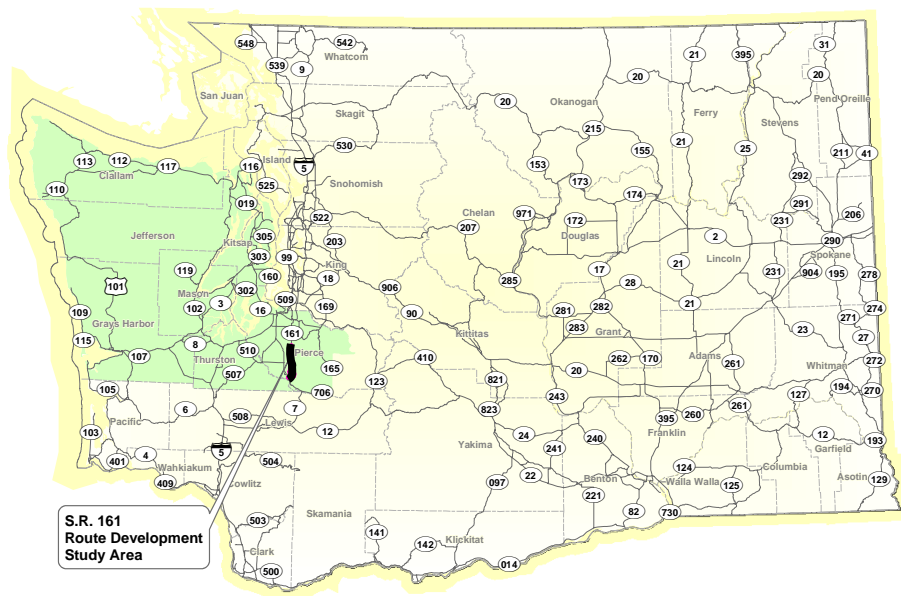 548
542
Whatcom
539
9
21
395
31
20
20
San Juan
20
Okanogan
Ferry
Pend Oreille
Skagit
Stevens
215
530
21
25
155
211
41
113
112
117
116
Island
5
153
Clallam
Snohomish
173
292
110
525
174
019
291
206
522
Chelan
971
172
231
Jefferson
305
207
Douglas
2
290
Kitsap
203
303
99
King
Lincoln
Spokane
119
160
18
17
21
231
904
195
278
101
Mason
302
285
28
906
3
509
169
102
16
281
282
21
274
109
90
271
Grays Harbor
161
283
Grant
23
27
115
8
510
Kittitas
107
Pierce
410
262
170
Adams
261
272
Thurston
165
20
Whitman
507
123
821
194
270
105
706
243
127
6
7
823
395
260
261
Pacific
508
Lewis
12
Franklin
103
24
240
12
193
5
Yakima
241
Garfield
401
4
504
124
Columbia
Wahkiakum
22
Benton
Walla Walla
Asotin
129
409
Cowlitz
097
221
125
503
Skamania
82
730
141
142
Klickitat
Clark
014
500
S.R. 161
Route Development
Study Area